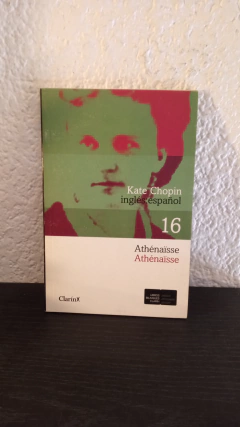 Kate Chopin
inglés español
16
Athénaïsse
Athénaïsse
Clarín